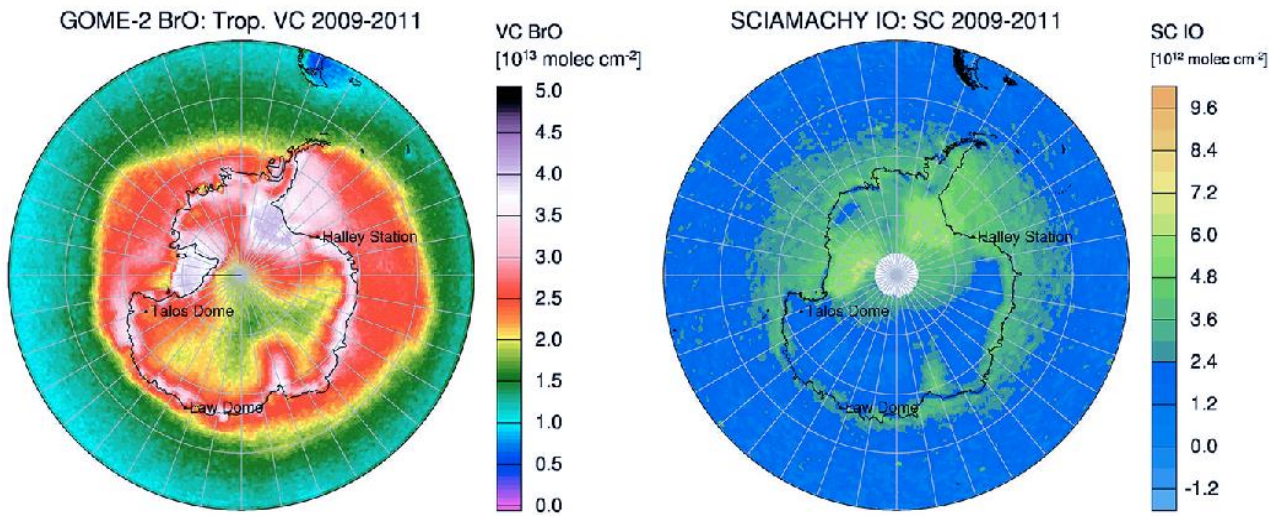 GOME-2 BrO: Trop. VC 2009-2011
VC BrO
[10¹³ molec cm⁻²]
5.0
4.5
4.0
3.5
3.0
2.5
2.0
1.5
1.0
0.5
0.0
Halley Station
Talos Dome
Law Dome
SCIAMACHY IO: SC 2009-2011
SC IO
[10¹² molec cm⁻²]
9.6
8.4
7.2
6.0
4.8
3.6
2.4
1.2
0.0
-1.2
Halley Station
Talos Dome
Law Dome